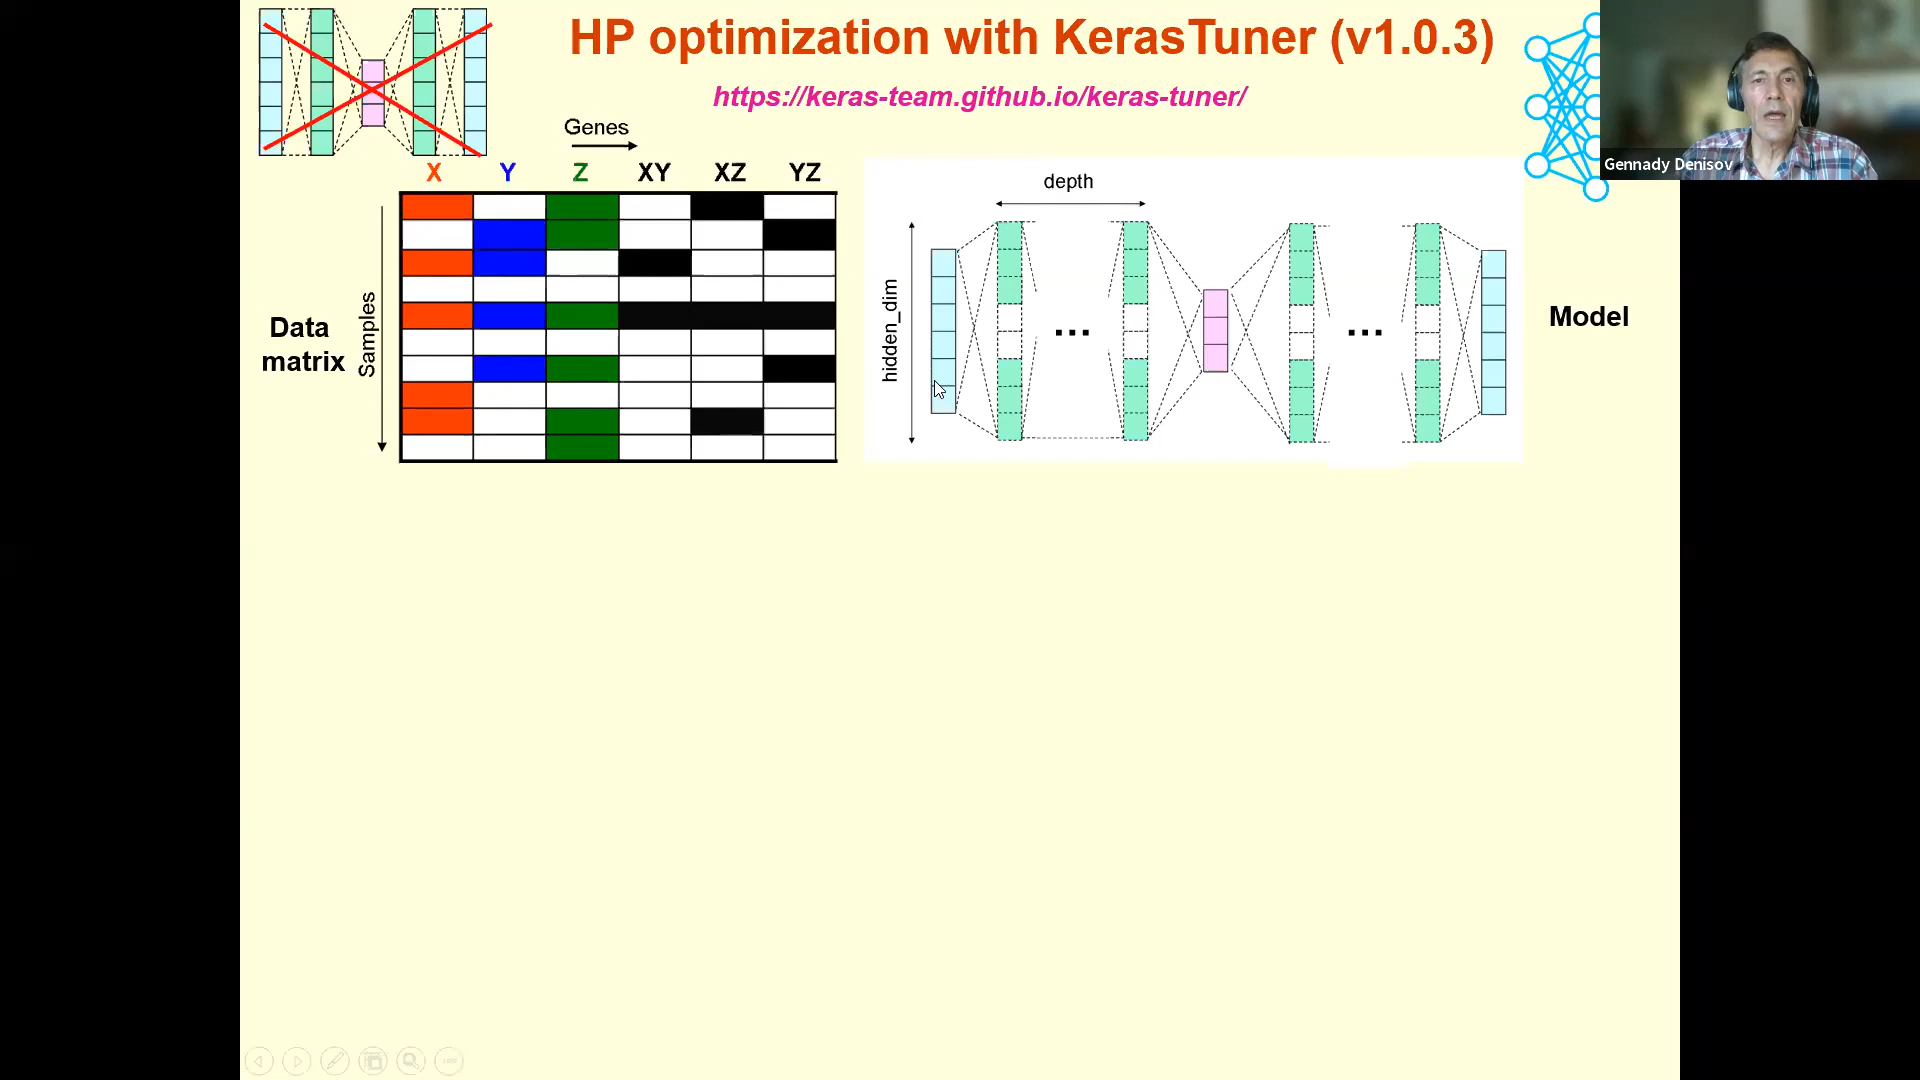 HP optimization with KerasTuner (v1.0.3)
https://keras-team.github.io/keras-tuner/
Gennady Denisov
Genes
X Y Z XY XZ YZ
Data
matrix
Samples
depth
hidden_dim
...
...
Model